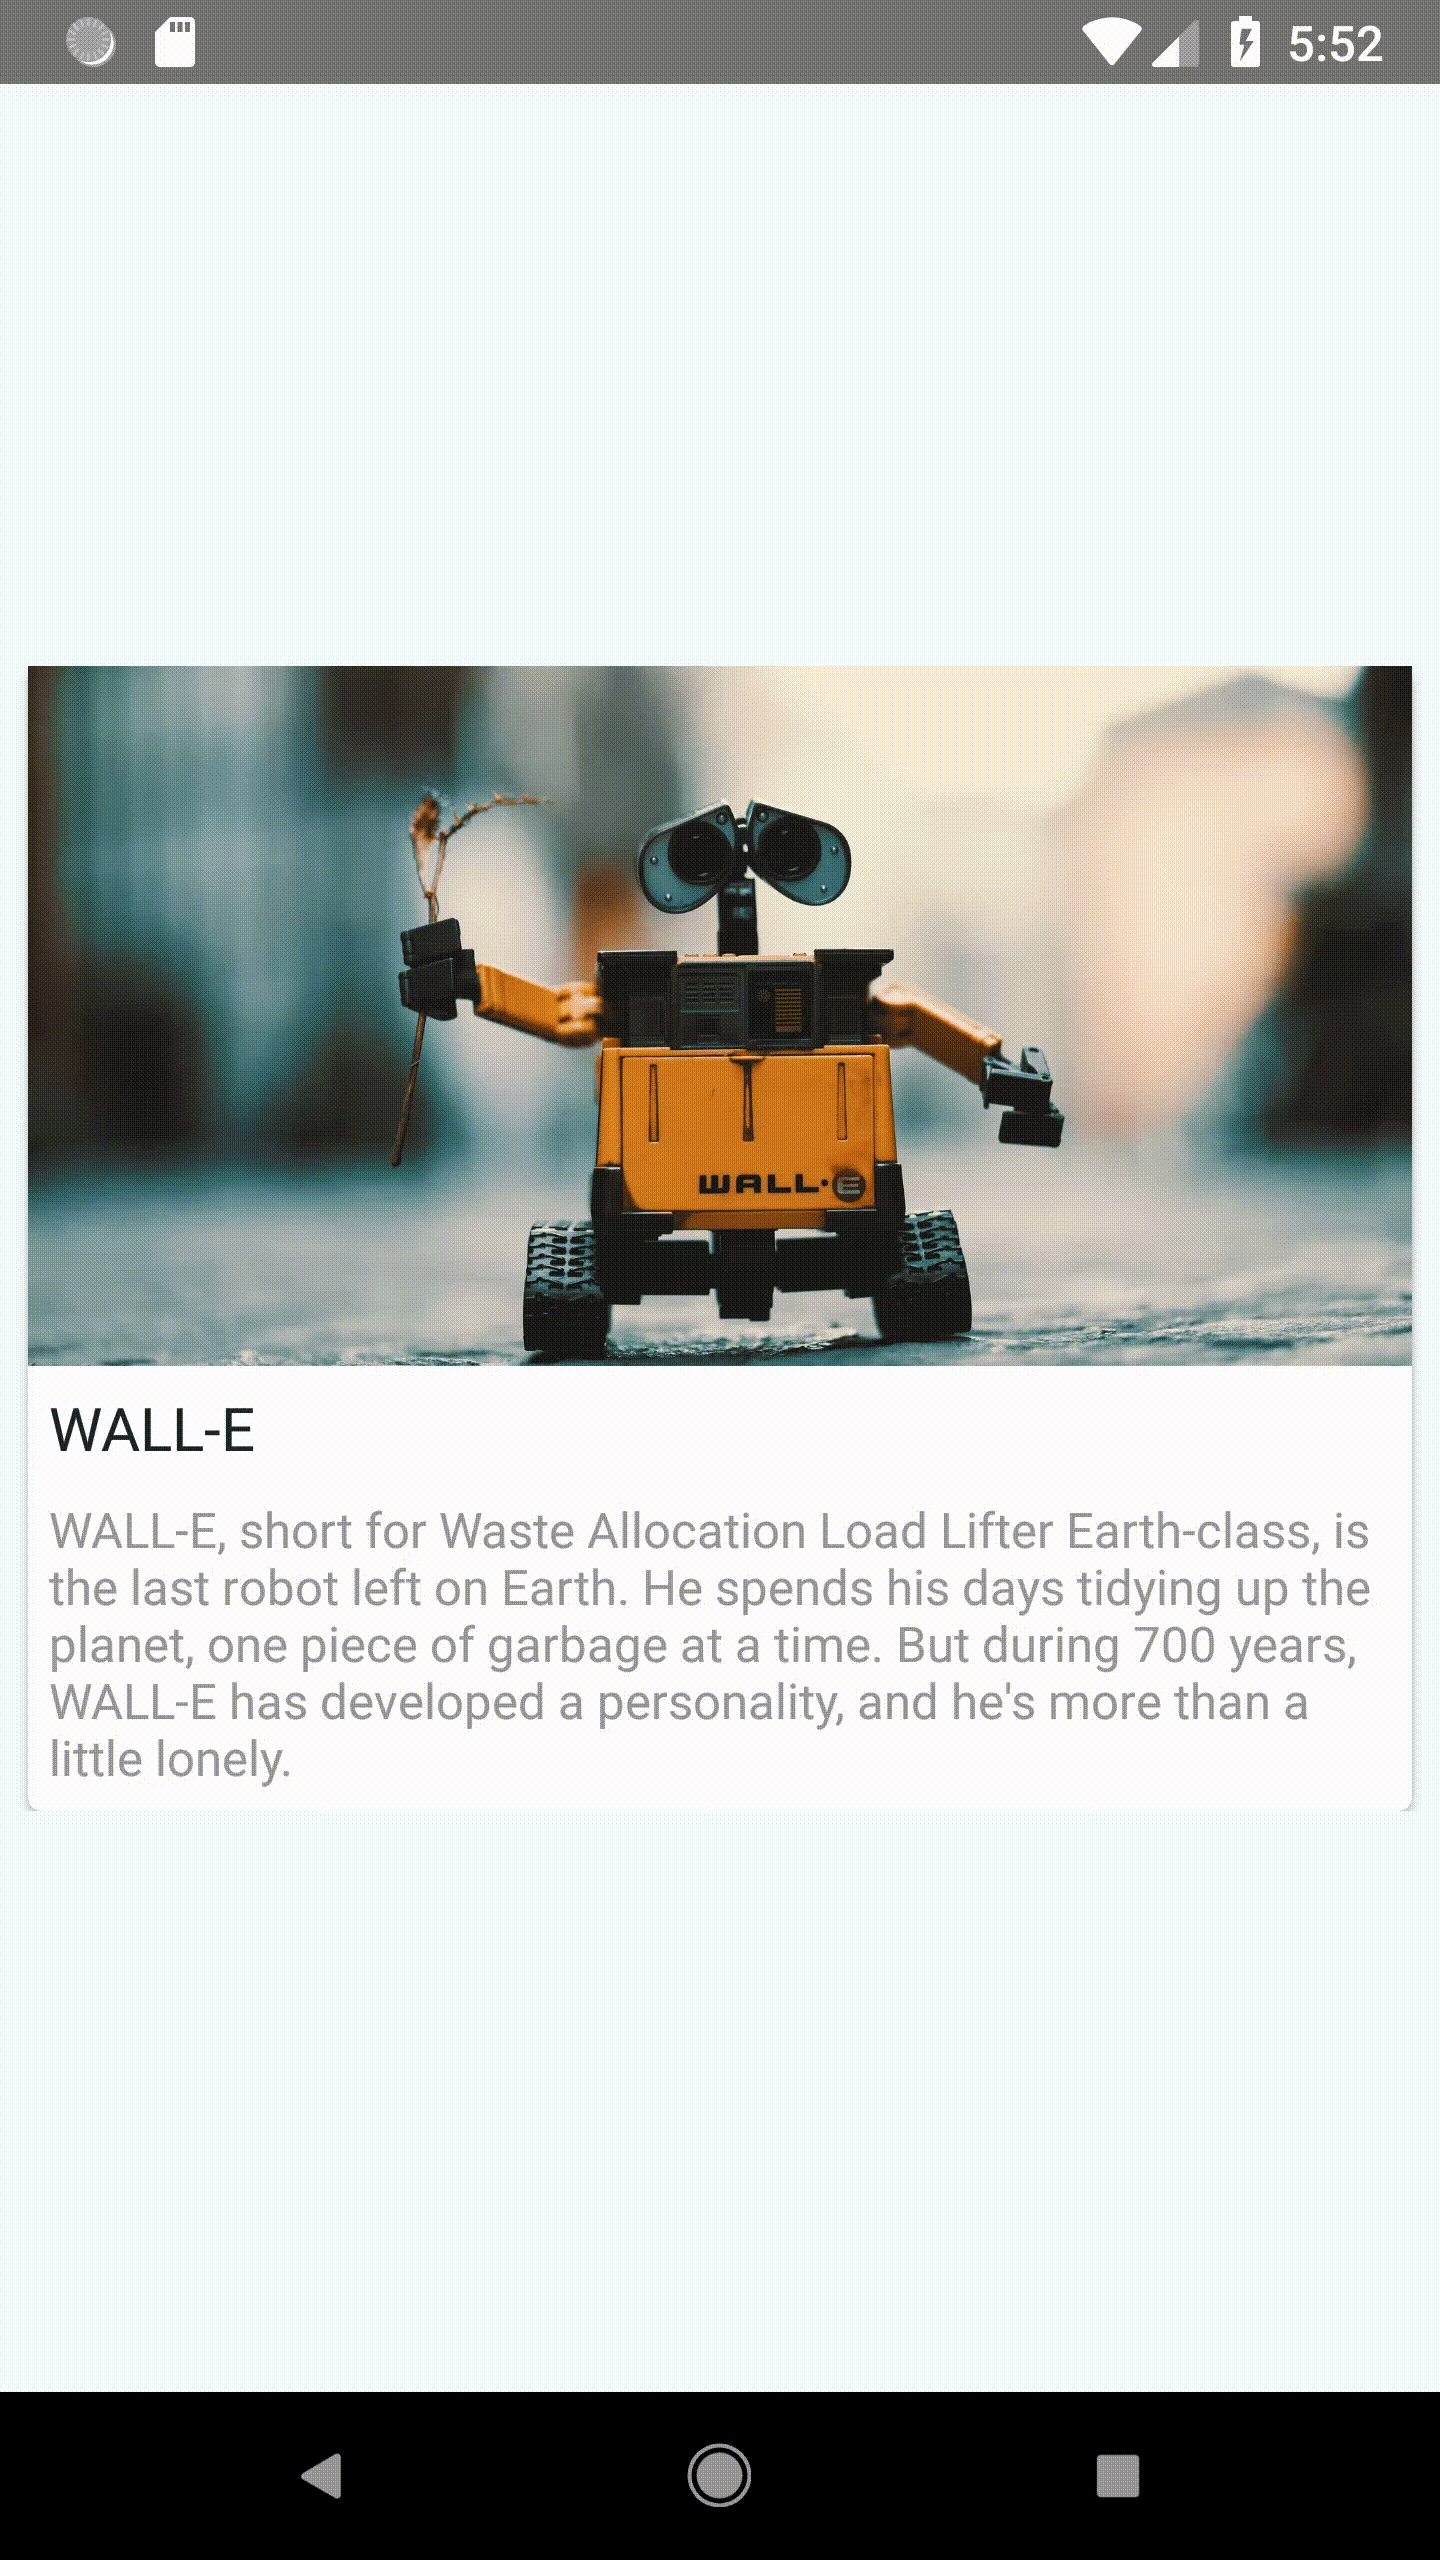 5:52
WALL·E
WALL-E
WALL-E, short for Waste Allocation Load Lifter Earth-class, is
the last robot left on Earth. He spends his days tidying up the
planet, one piece of garbage at a time. But during 700 years,
WALL-E has developed a personality, and he's more than a
little lonely.